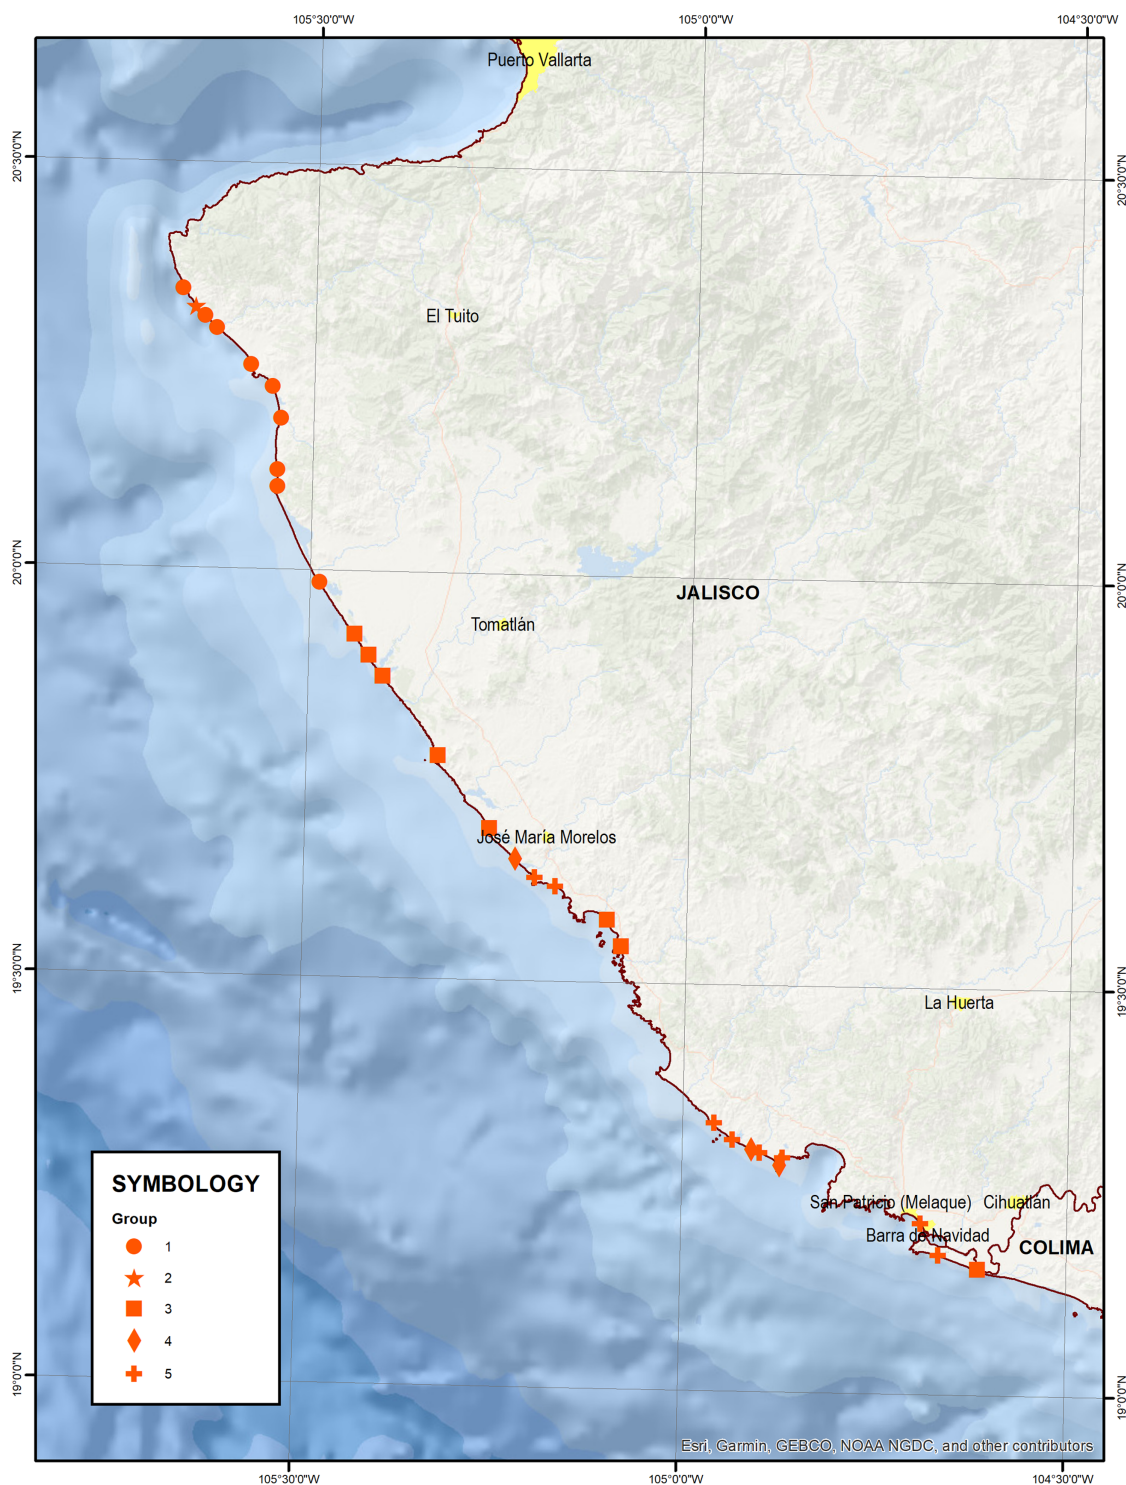 105°30'0"W
105°0'0"W
104°30'0"W
Puerto Vallarta
20°30'0"N
20°30'0"N
El Tuito
20°0'0"N
20°0'0"N
JALISCO
Tomatlán
José María Morelos
19°30'0"N
19°30'0"N
La Huerta
SYMBOLOGY
Group
1
2
3
4
5
San Patricio (Melaque)
Cihuatlán
Barra de Navidad
COLIMA
19°0'0"N
19°0'0"N
Esri, Garmin, GEBCO, NOAA NGDC, and other contributors
105°30'0"W
105°0'0"W
104°30'0"W